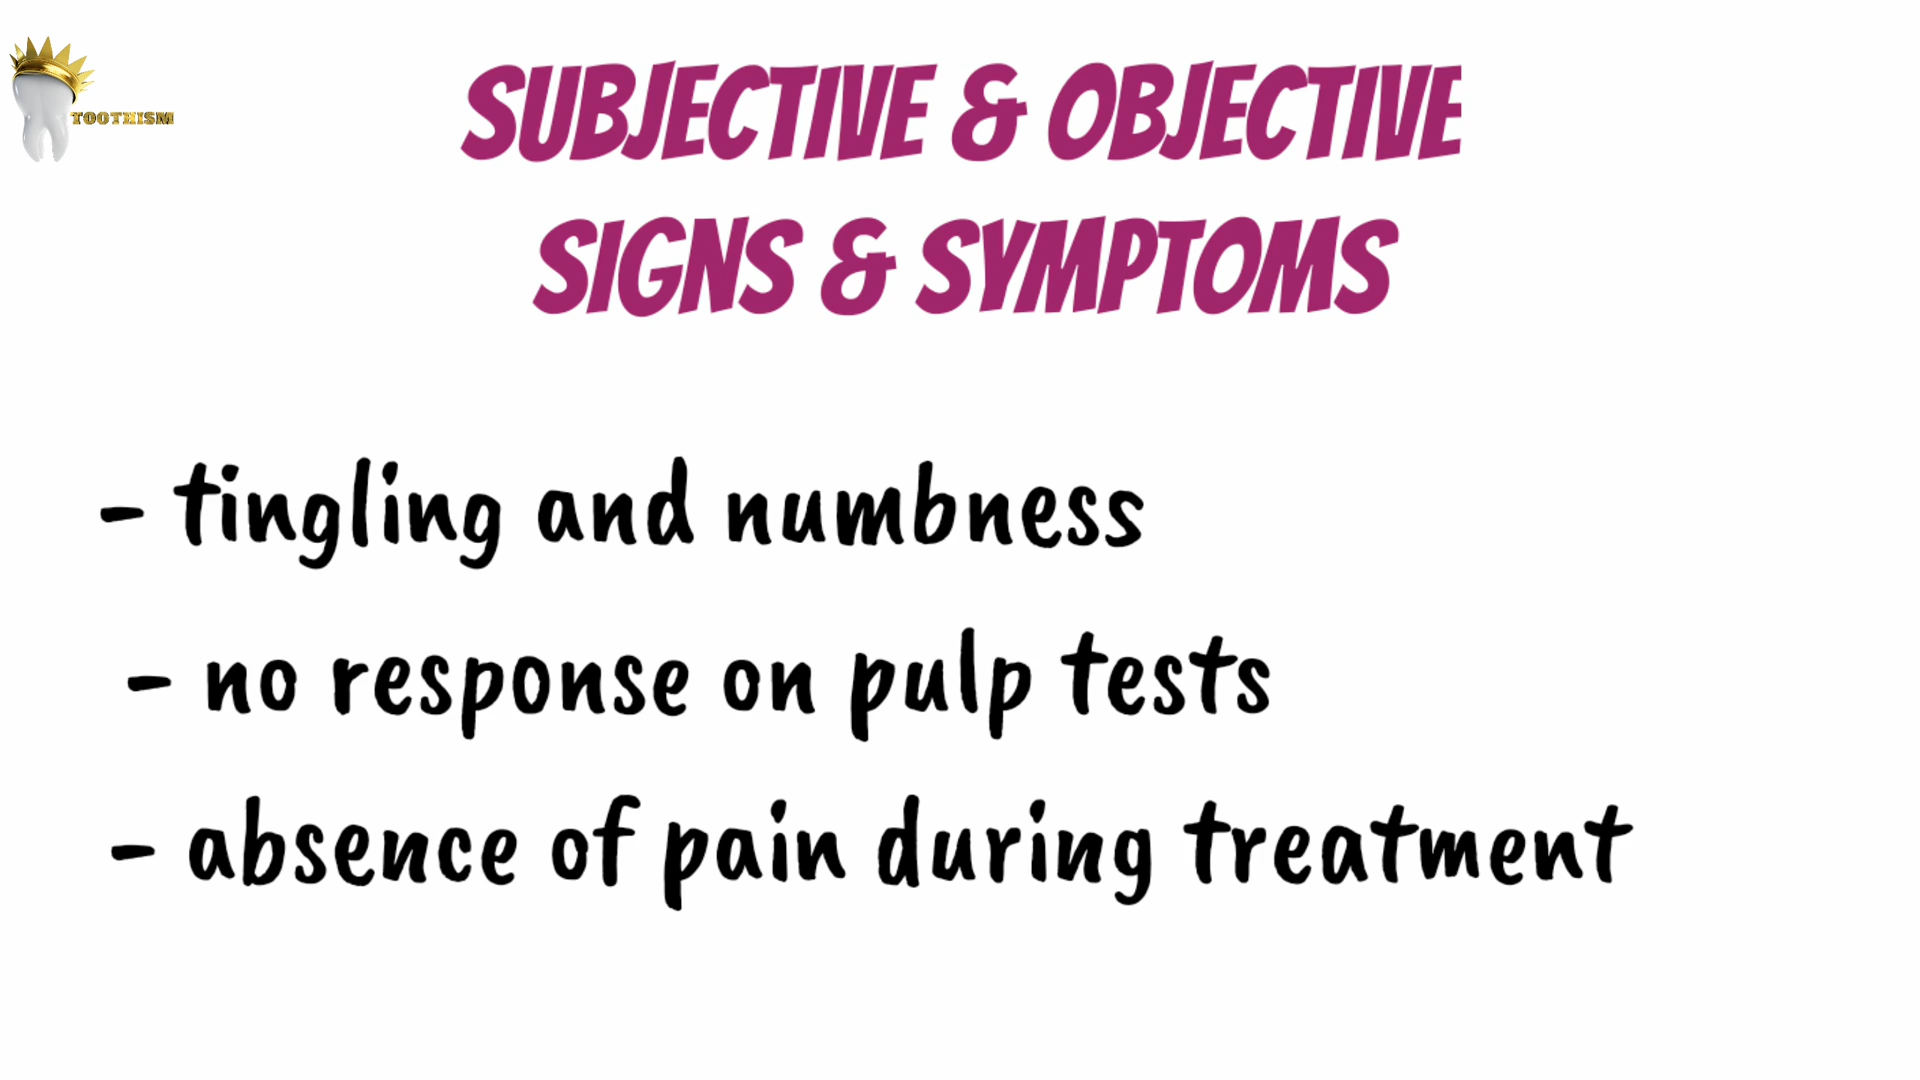 TOOTHISM
SUBJECTIVE & OBJECTIVE
SIGNS & SYMPTOMS
- tingling and numbness
- no response on pulp tests
- absence of pain during treatment